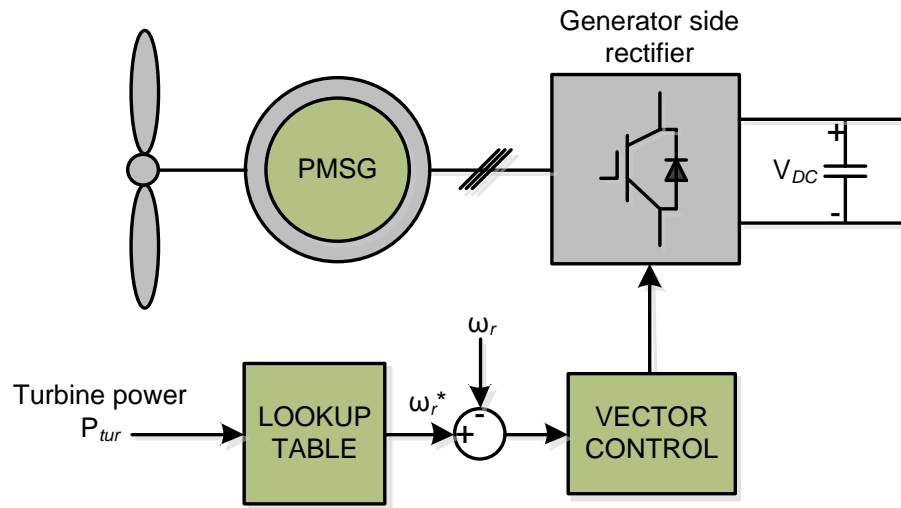 Generator side
rectifier
PMSG
+
V_DC
-
ω_r
Turbine power
P_tur
LOOKUP
TABLE
ω_r*
-
+
VECTOR
CONTROL